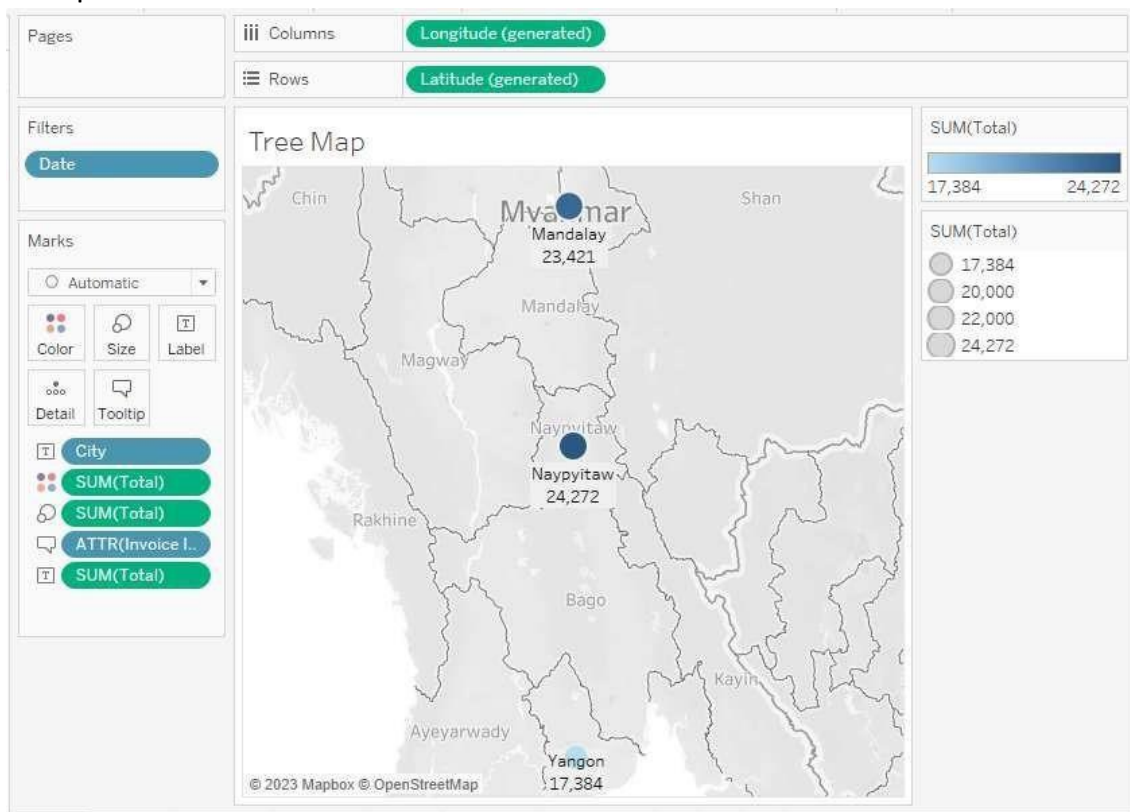 Pages
iii Columns
Longitude (generated)
Rows
Latitude (generated)
Filters
Date
Marks
Automatic
Color
Size
Label
Detail
Tooltip
City
SUM(Total)
SUM(Total)
ATTR(Invoice I..
SUM(Total)
Tree Map
Chin
Myanmar
Shan
Mandalay
23,421
Mandalay
Magway
Naypyitaw
Naypyitaw
24,272
Rakhine
Bago
Kayin
Ayeyarwady
Yangon
17,384
© 2023 Mapbox © OpenStreetMap
SUM(Total)
17,384 24,272
SUM(Total)
17,384
20,000
22,000
24,272